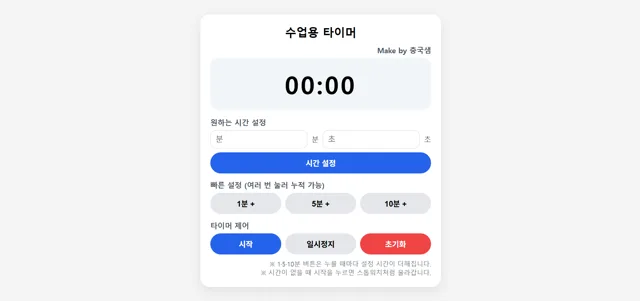 수업용 타이머
Make by 중국샘
00:00
원하는 시간 설정
분 분 초 초
시간 설정
빠른 설정 (여러 번 눌러 누적 가능)
1분 + 5분 + 10분 +
타이머 제어
시작 일시정지 초기화
※ 1·5·10분 버튼은 누를 때마다 설정 시간이 더해집니다.
※ 시간이 없을 때 시작을 누르면 스톱워치처럼 올라갑니다.